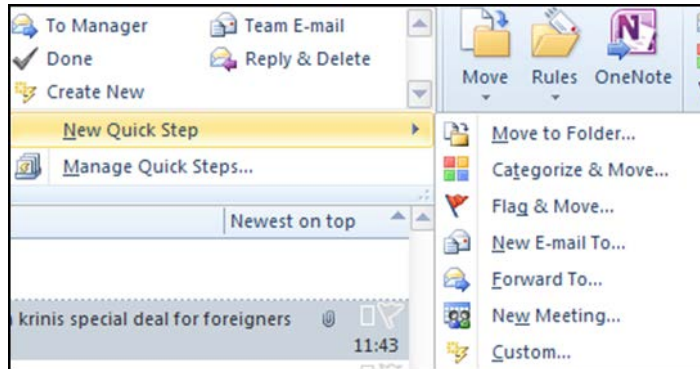 To Manager
Team E-mail
Done
Reply & Delete
Create New
New Quick Step
Manage Quick Steps...
Newest on top
krinis special deal for foreigners
11:43
Move
Rules
OneNote
Move to Folder...
Categorize & Move...
Flag & Move...
New E-mail To...
Forward To...
New Meeting...
Custom...